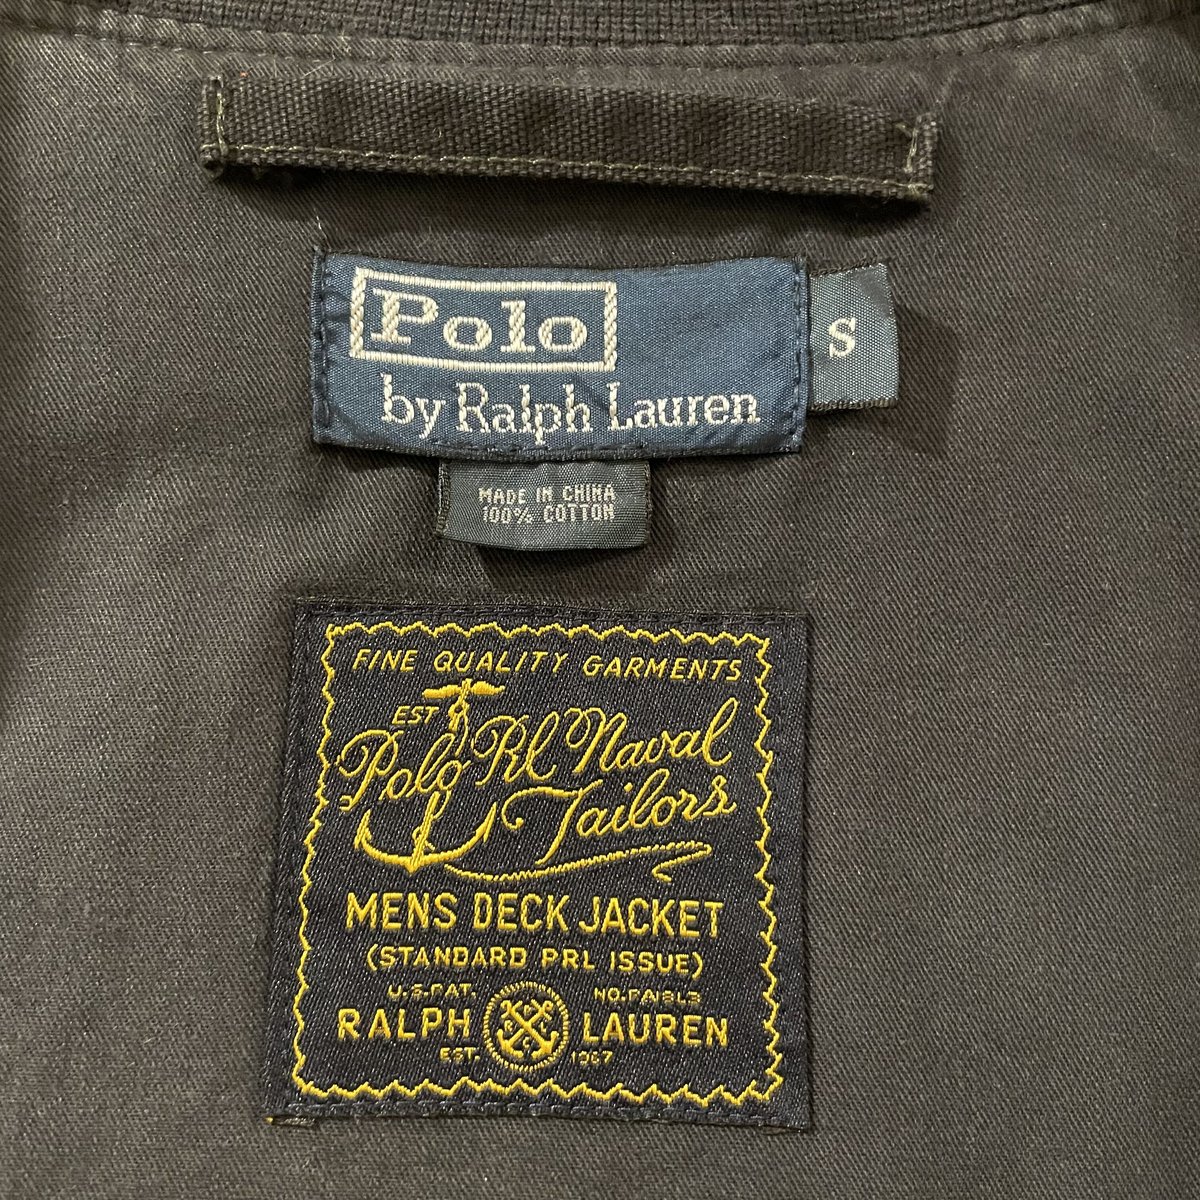 Polo
by Ralph Lauren
S
MADE IN CHINA
100% COTTON
FINE QUALITY GARMENTS
EST
Polo Rl Naval
Tailors
MENS DECK JACKET
(STANDARD PRL ISSUE)
U.S.PAT. NO.
RALPH LAUREN
EST. 1967